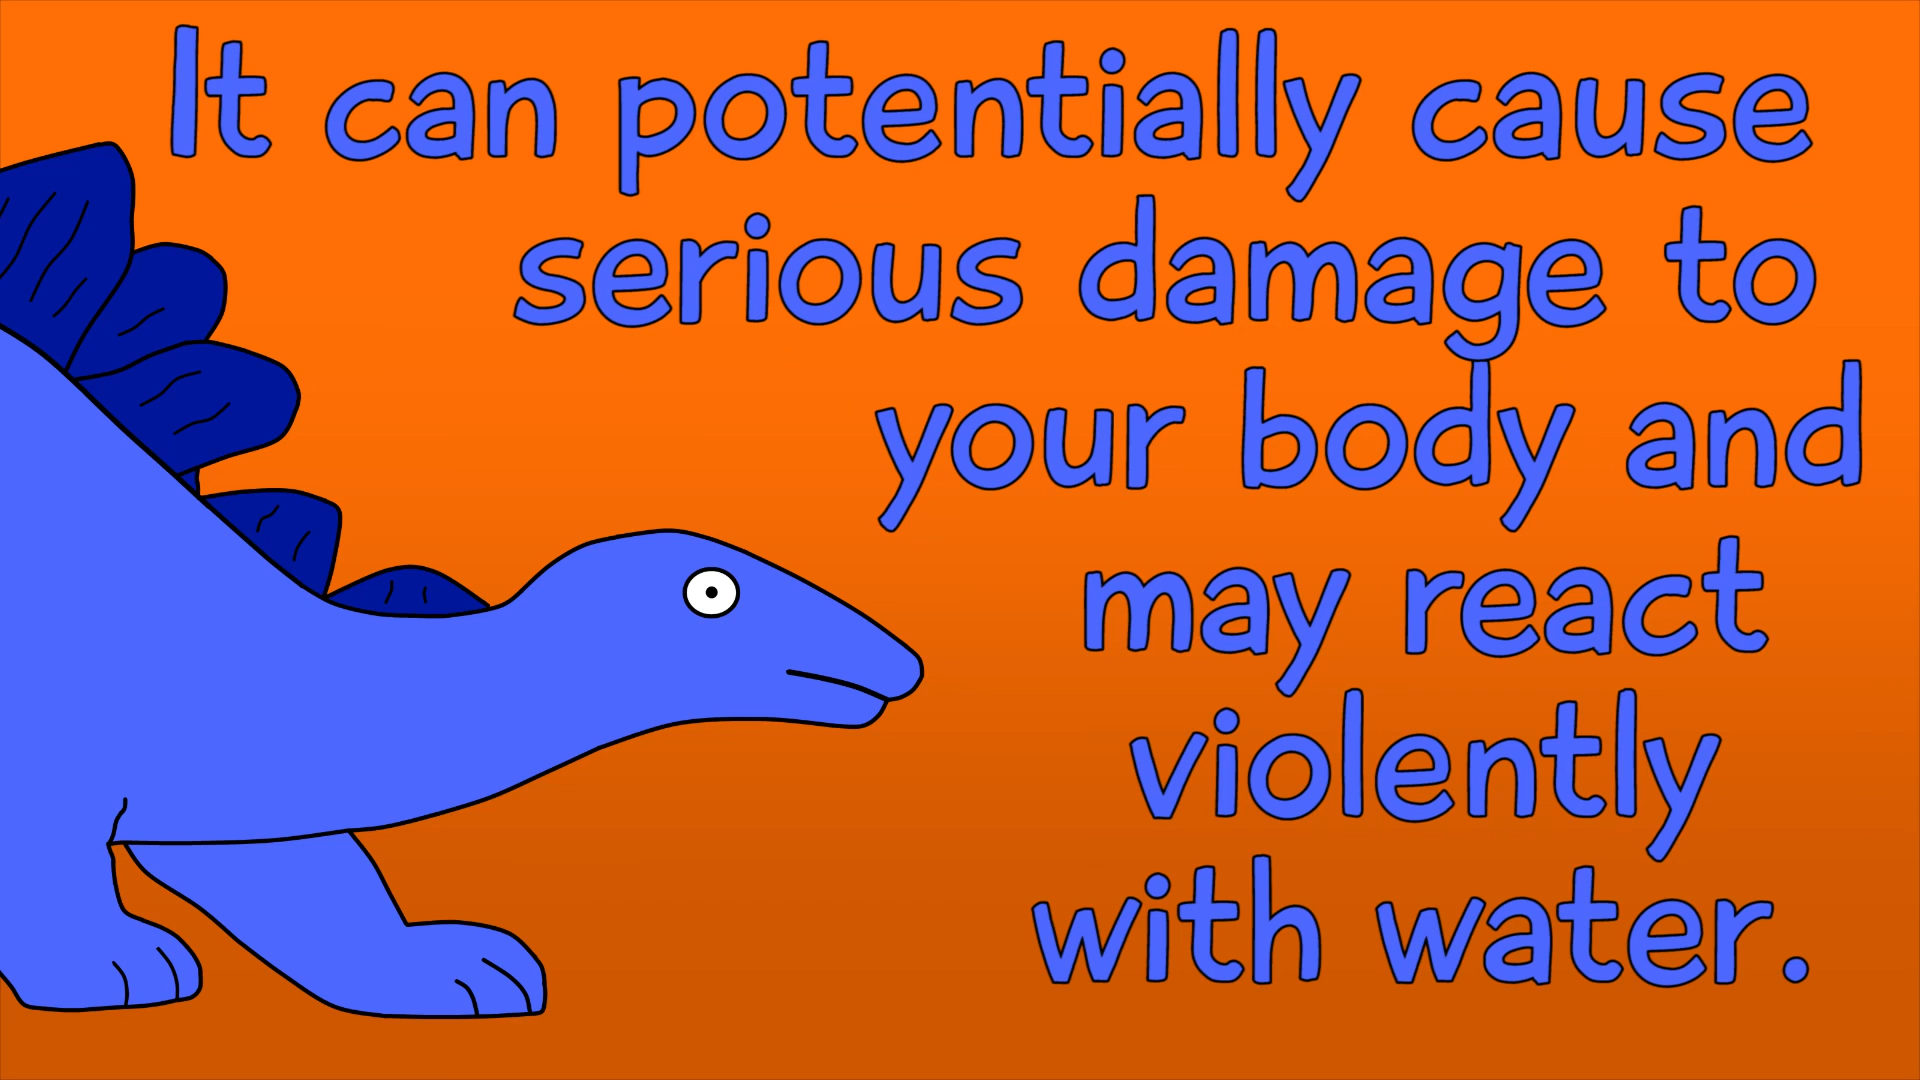 It can potentially cause
serious damage to
your body and
may react
violently
with water.